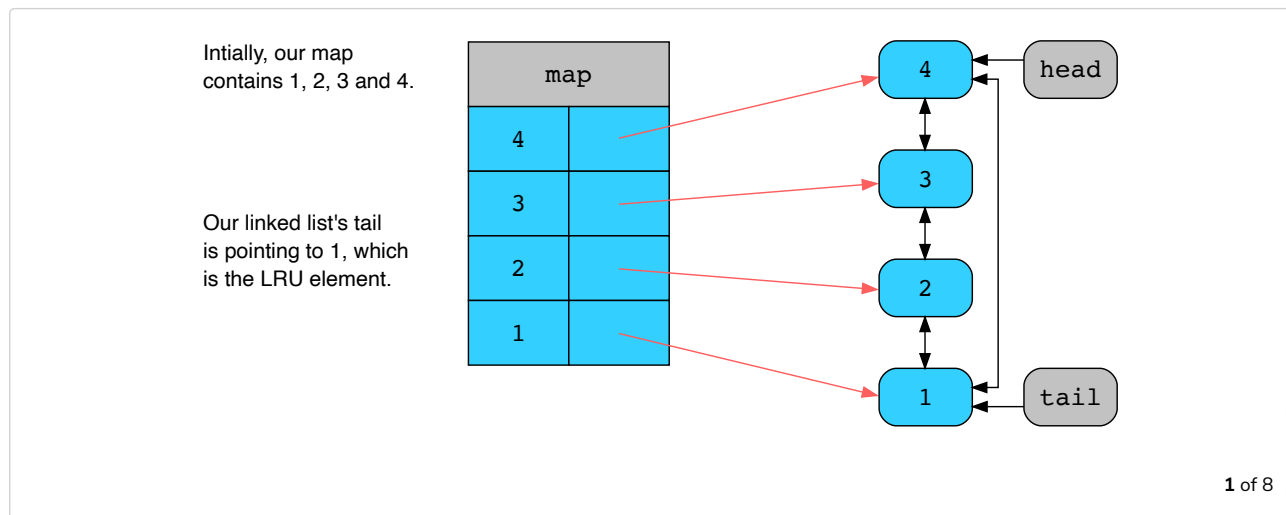 Intially, our map
contains 1, 2, 3 and 4.
Our linked list's tail
is pointing to 1, which
is the LRU element.
map
4
3
2
1
4
head
3
2
1
tail
1 of 8